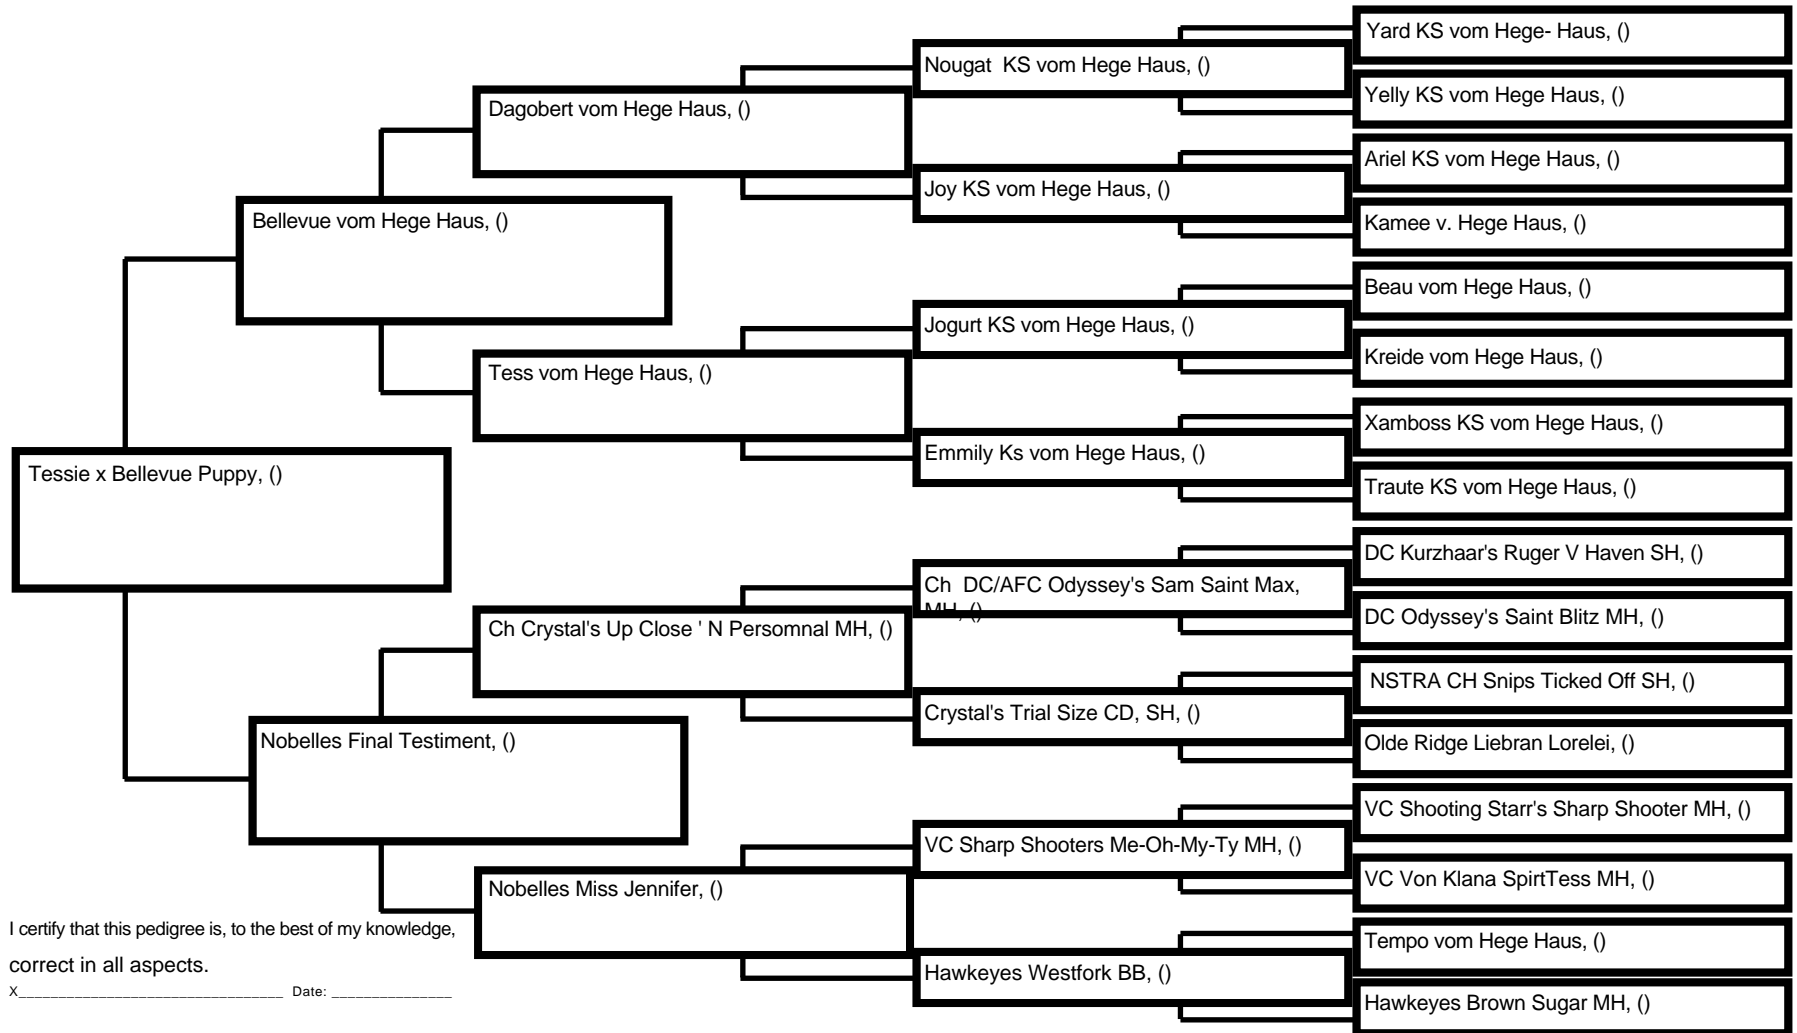 Yard KS vom Hege- Haus, ()
Nougat  KS vom Hege Haus, ()
Yelly KS vom Hege Haus, ()
Dagobert vom Hege Haus, ()
Ariel KS vom Hege Haus, ()
Joy KS vom Hege Haus, ()
Kamee v. Hege Haus, ()
Bellevue vom Hege Haus, ()
Beau vom Hege Haus, ()
Jogurt KS vom Hege Haus, ()
Kreide vom Hege Haus, ()
Tess vom Hege Haus, ()
Xamboss KS vom Hege Haus, ()
Emmily Ks vom Hege Haus, ()
Traute KS vom Hege Haus, ()
Tessie x Bellevue Puppy, ()
DC Kurzhaar's Ruger V Haven SH, ()
Ch  DC/AFC Odyssey's Sam Saint Max,
MH, ()
DC Odyssey's Saint Blitz MH, ()
Ch Crystal's Up Close ' N Persomnal MH, ()
NSTRA CH Snips Ticked Off SH, ()
Crystal's Trial Size CD, SH, ()
Olde Ridge Liebran Lorelei, ()
Nobelles Final Testiment, ()
VC Shooting Starr's Sharp Shooter MH, ()
VC Sharp Shooters Me-Oh-My-Ty MH, ()
VC Von Klana SpirtTess MH, ()
Nobelles Miss Jennifer, ()
Tempo vom Hege Haus, ()
Hawkeyes Westfork BB, ()
Hawkeyes Brown Sugar MH, ()
I certify that this pedigree is, to the best of my knowledge,
correct in all aspects.
X_________________________________ Date: _______________